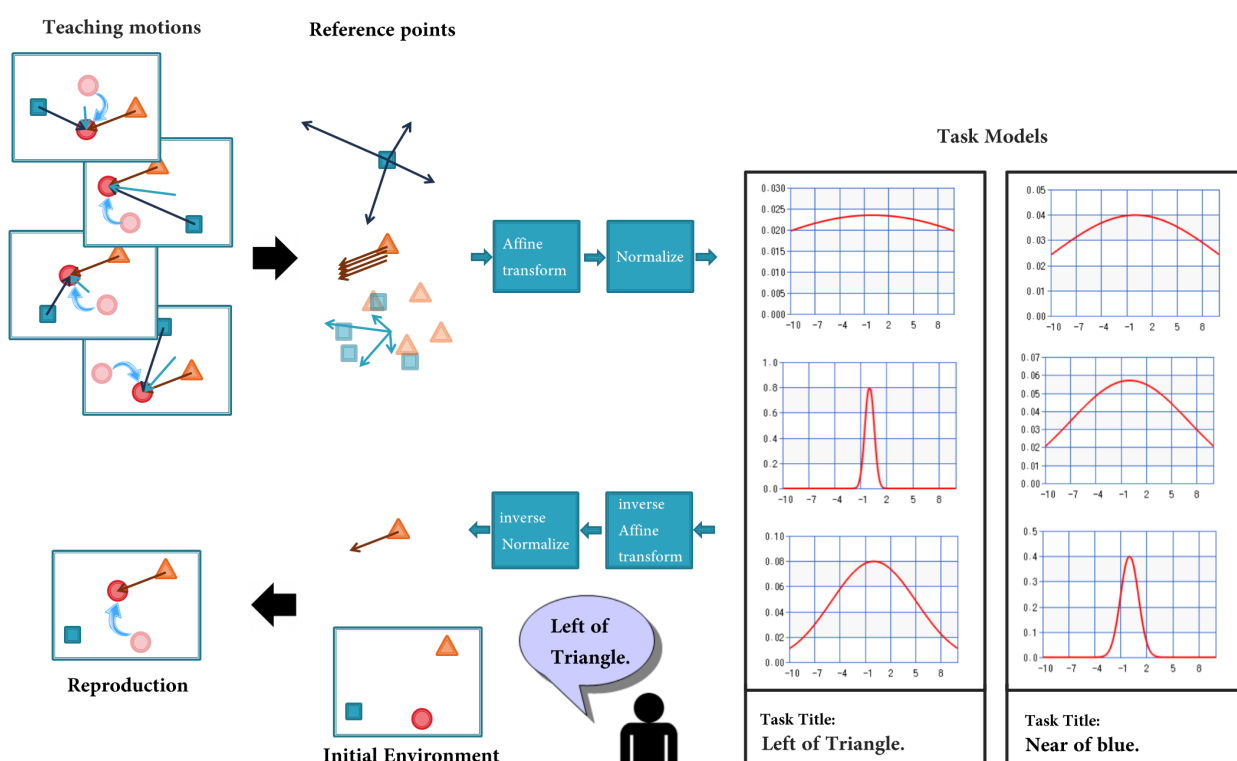 Teaching motions
Reference points
Task Models
Affine
transform
Normalize
0.030
0.025
0.020
0.015
0.010
0.005
0.000
-10 -7 -4 -1 2 5 8
1.0
0.8
0.6
0.4
0.2
0.0
-10 -7 -4 -1 2 5 8
0.10
0.08
0.06
0.04
0.02
0.00
-10 -7 -4 -1 2 5 8
Task Title:
Left of Triangle.
0.05
0.04
0.03
0.02
0.01
0.00
-10 -7 -4 -1 2 5 8
0.07
0.06
0.05
0.04
0.03
0.02
0.01
0.00
-10 -7 -4 -1 2 5 8
0.5
0.4
0.3
0.2
0.1
0.0
-10 -7 -4 -1 2 5 8
Task Title:
Near of blue.
inverse
Normalize
inverse
Affine
transform
Left of
Triangle.
Reproduction
Initial Environment